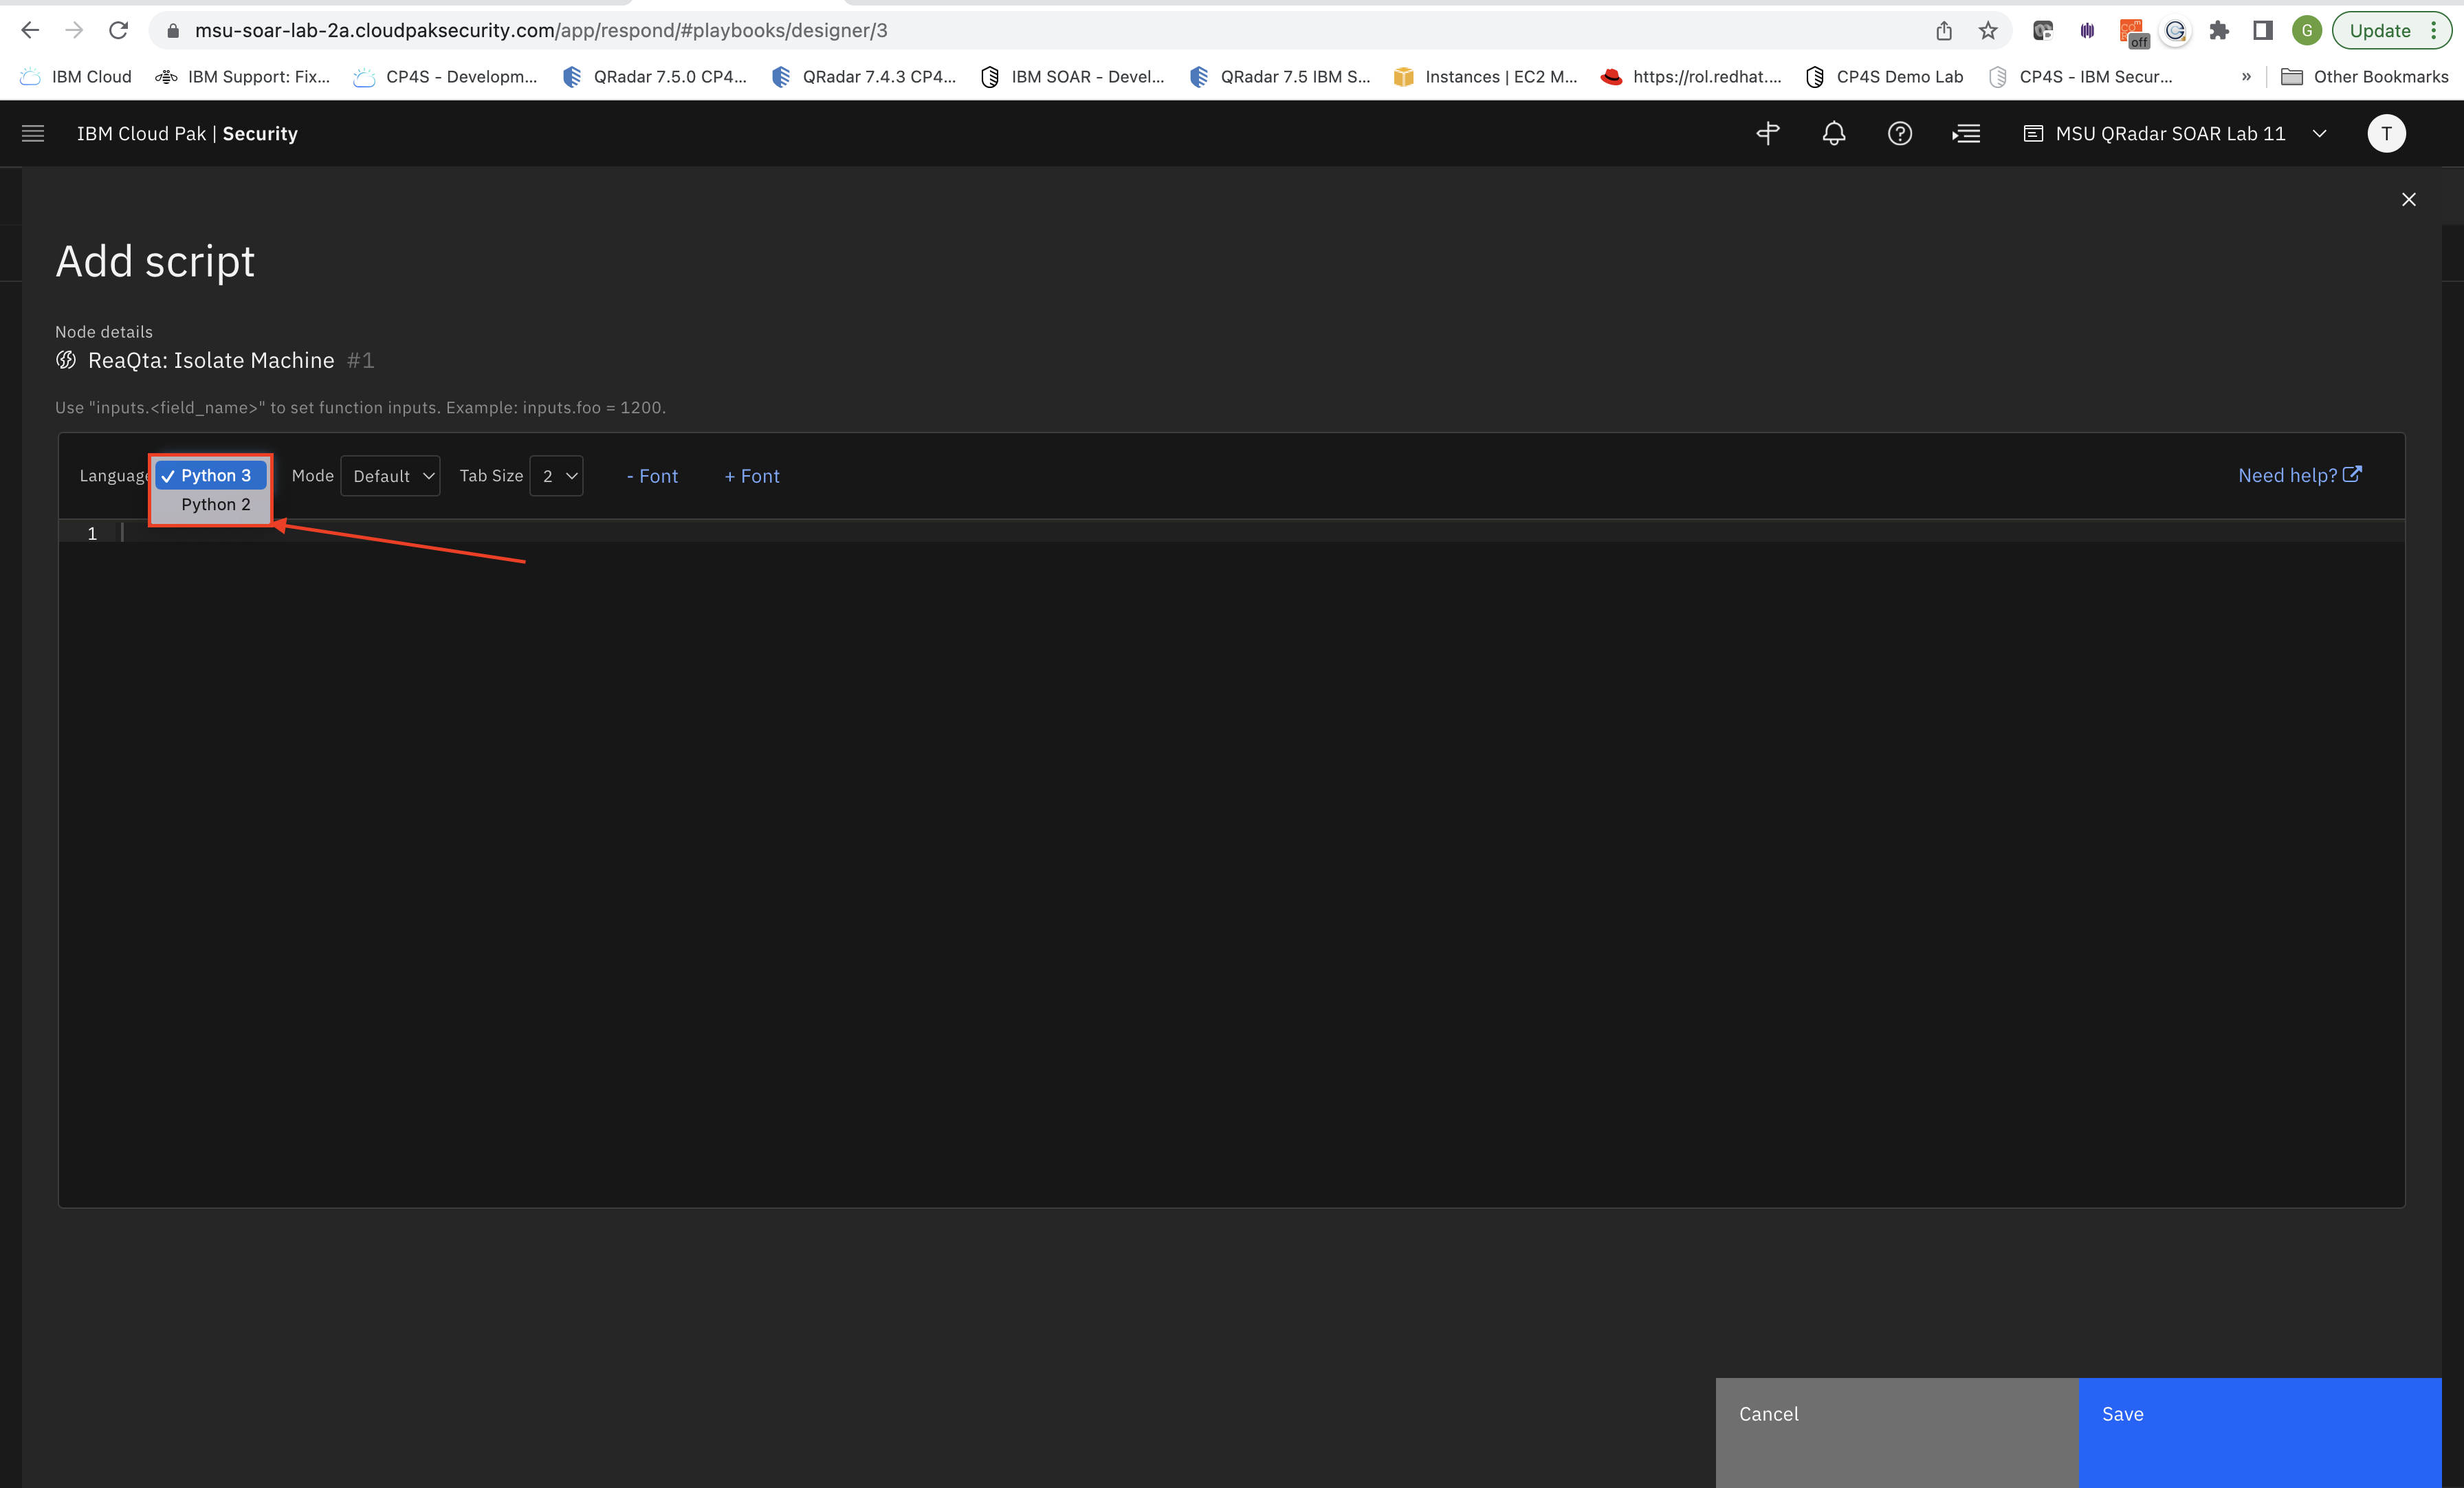 msu-soar-lab-2a.cloudpaksecurity.com/app/respond/#playbooks/designer/3
off
G
Update
IBM Cloud
IBM Support: Fix...
CP4S - Developm...
QRadar 7.5.0 CP4...
QRadar 7.4.3 CP4...
IBM SOAR - Devel...
QRadar 7.5 IBM S...
Instances | EC2 M...
https://rol.redhat....
CP4S Demo Lab
CP4S - IBM Secur...
»
Other Bookmarks
IBM Cloud Pak | Security
MSU QRadar SOAR Lab 11
T
Add script
Node details
ReaQta: Isolate Machine #1
Use "inputs.<field_name>" to set function inputs. Example: inputs.foo = 1200.
Language
Python 3
Python 2
Mode
Default
Tab Size
2
- Font
+ Font
Need help?
1
Cancel
Save